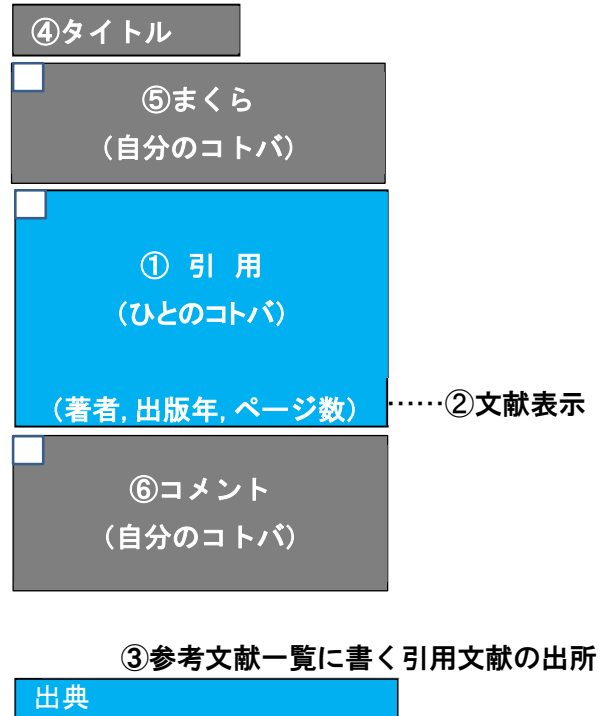 ④タイトル
⑤まくら
（自分のコトバ）
① 引 用
（ひとのコトバ）
（著者, 出版年, ページ数）……②文献表示
⑥コメント
（自分のコトバ）
③参考文献一覧に書く引用文献の出所
出典